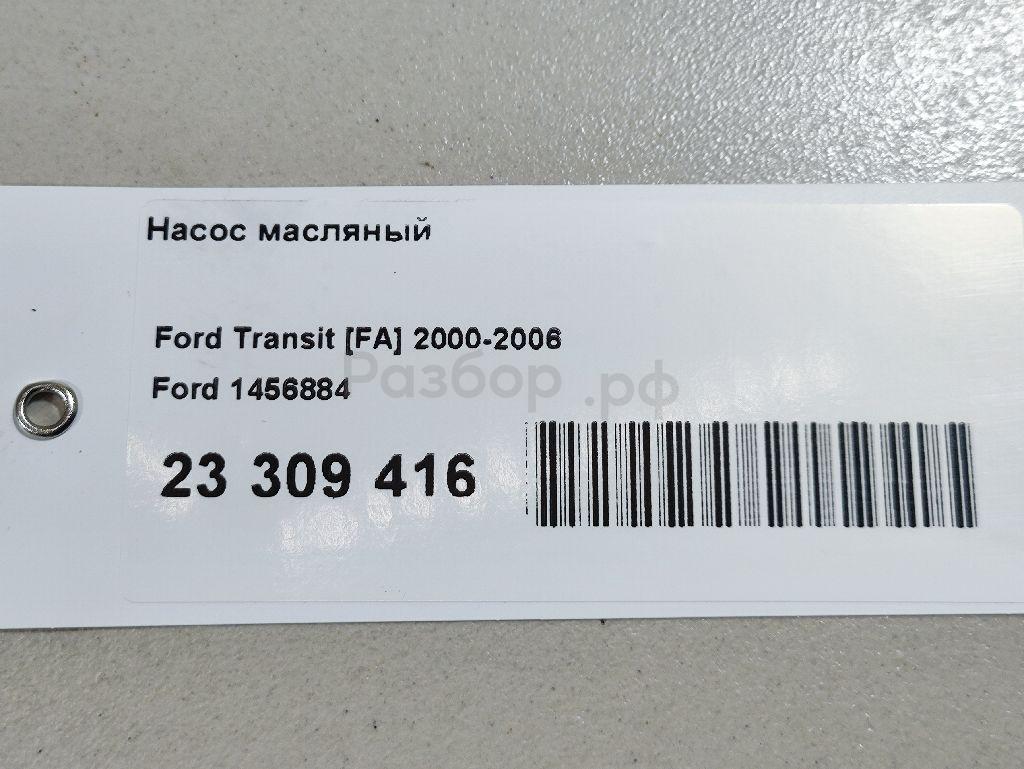 Насос масляный
Ford Transit [FA] 2000-2006
Ford 1456884
Разбор.рф
23 309 416